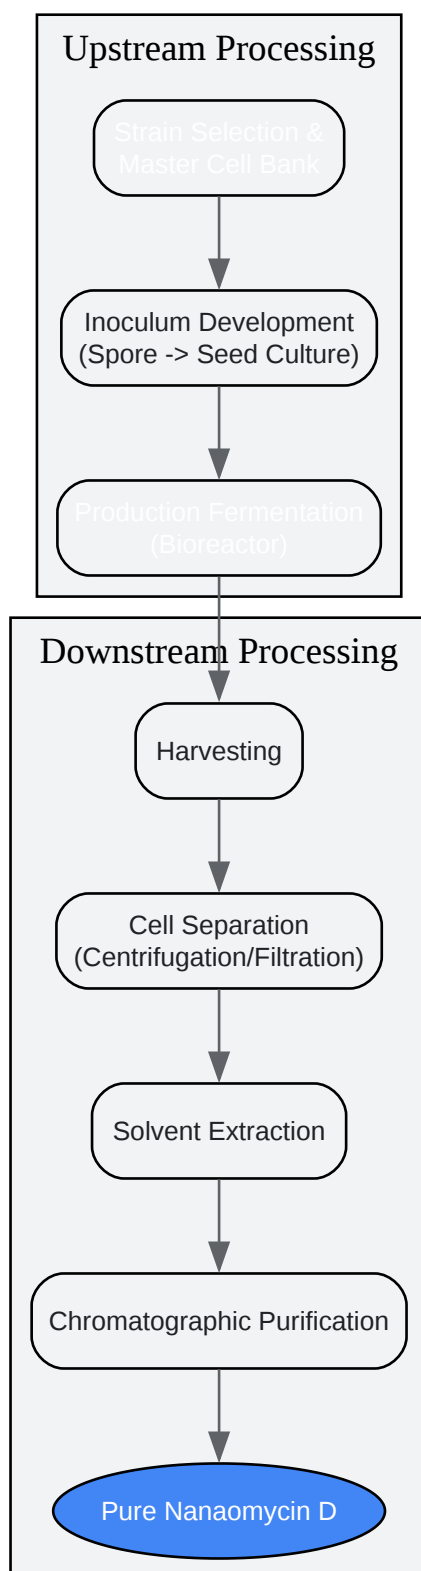 Upstream Processing
Strain Selection &
Master Cell Bank
Inoculum Development
(Spore -> Seed Culture)
Production Fermentation
(Bioreactor)
Downstream Processing
Harvesting
Cell Separation
(Centrifugation/Filtration)
Solvent Extraction
Chromatographic Purification
Pure Nanaomycin D